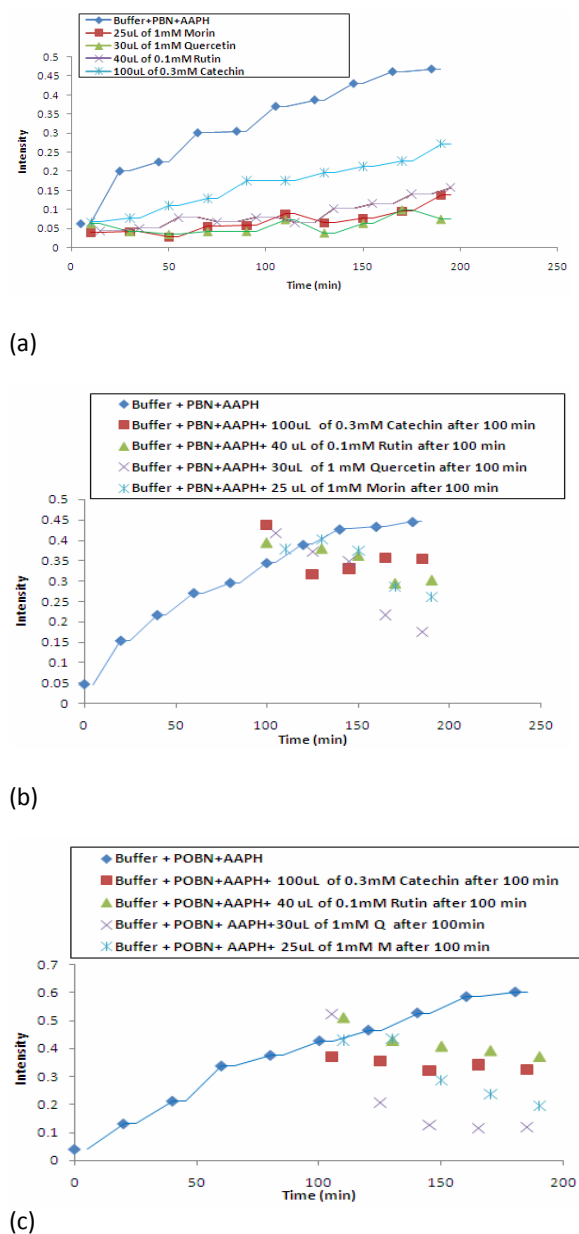 Buffer+PBN+AAPH
25uL of 1mM Morin
30uL of 1mM Quercetin
40uL of 0.1mM Rutin
100uL of 0.3mM Catechin
0.5
0.45
0.4
0.35
0.3
0.25
0.2
0.15
0.1
0.05
0
Intensity
0 50 100 150 200 250
Time (min)
(a)
Buffer + PBN+AAPH
Buffer + PBN+AAPH+ 100uL of 0.3mM Catechin after 100 min
Buffer + PBN+AAPH+ 40 uL of 0.1mM Rutin after 100 min
Buffer + PBN+AAPH+ 30uL of 1 mM Quercetin after 100 min
Buffer + PBN+AAPH+ 25 uL of 1mM Morin after 100 min
0.5
0.45
0.4
0.35
0.3
0.25
0.2
0.15
0.1
0.05
0
Intensity
0 50 100 150 200 250
Time (min)
(b)
Buffer + POBN+AAPH
Buffer + POBN+AAPH+ 100uL of 0.3mM Catechin after 100 min
Buffer + POBN+AAPH+ 40 uL of 0.1mM Rutin after 100 min
Buffer + POBN+ AAPH+30uL of 1mM Q after 100min
Buffer + POBN+ AAPH+ 25uL of 1mM M after 100 min
0.7
0.6
0.5
0.4
0.3
0.2
0.1
0
Intensity
0 50 100 150 200
Time (min)
(c)